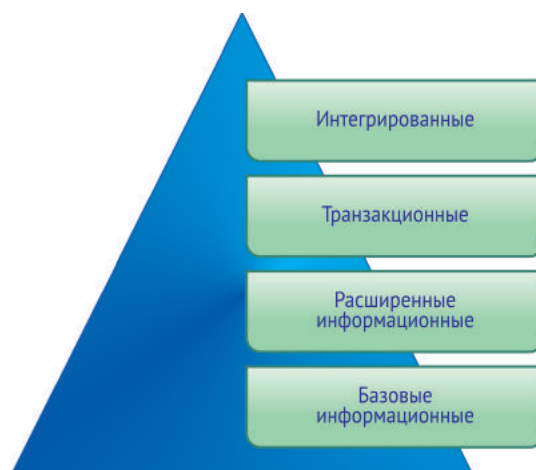 Интегрированные
Транзакционные
Расширенные
информационные
Базовые
информационные